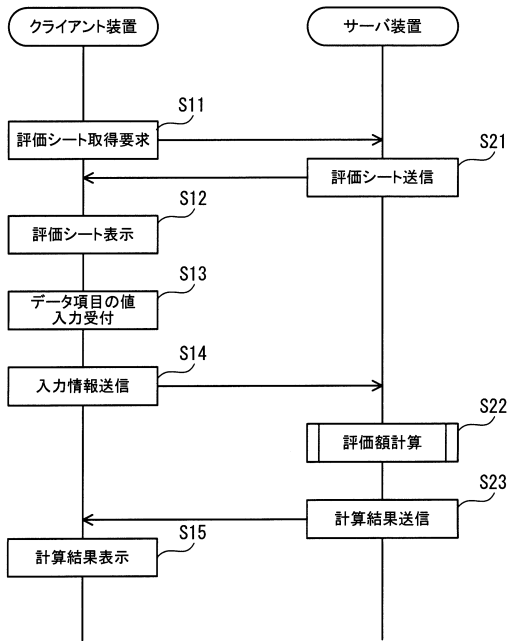 クライアント装置
サーバ装置
S11
評価シート取得要求
S21
評価シート送信
S12
評価シート表示
S13
データ項目の値
入力受付
S14
入力情報送信
S22
評価額計算
S23
計算結果送信
S15
計算結果表示